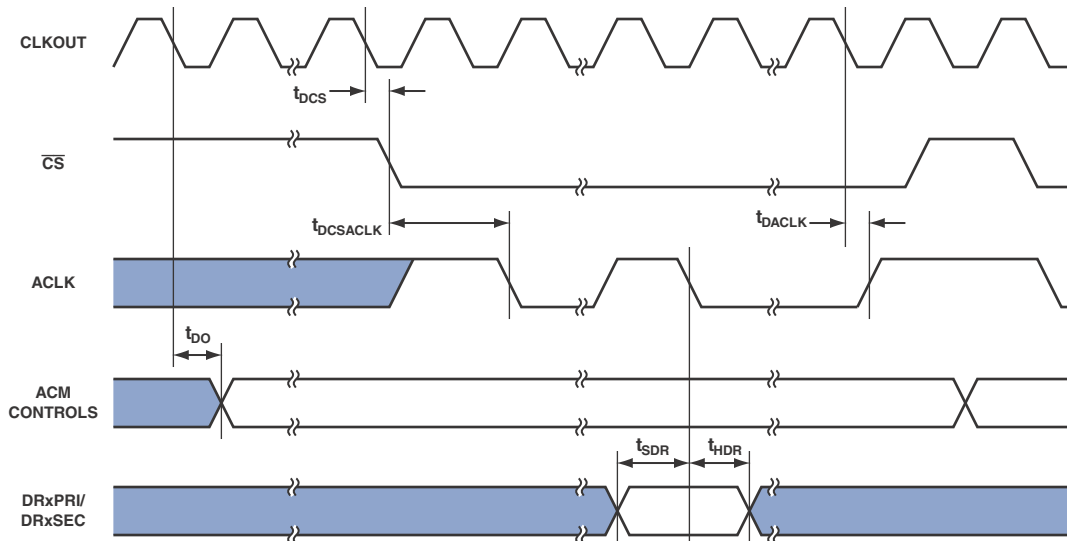 CLKOUT
tDCS
CS
tDCSACLK
tDACLK
ACLK
tDO
ACM
CONTROLS
tSDR
tHDR
DRxPRI/
DRxSEC